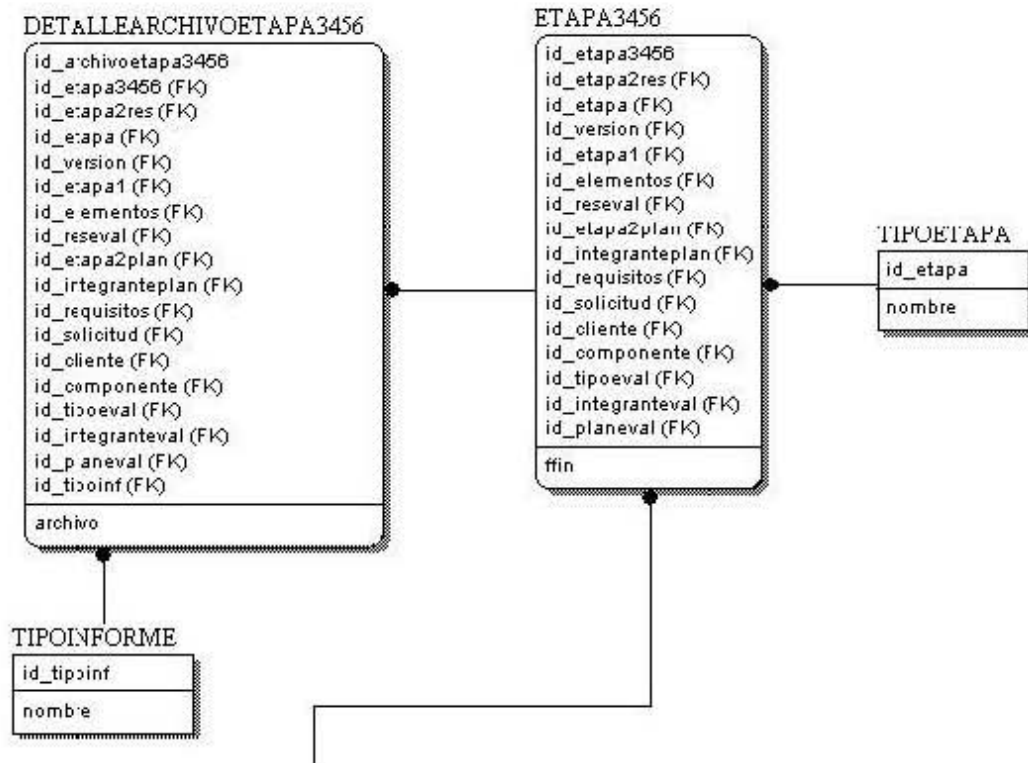 DETALLEARCHIVOETAPA3456
id_archivoetapa3456
id_etapa3456 (FK)
id_etapa2res (FK)
id_etapa (FK)
Id_version (FK)
id_etapa1 (FK)
id_elementos (FK)
id_reseval (FK)
id_etapa2plan (FK)
id_integranteplan (FK)
id_requisitos (FK)
id_solicitud (FK)
id_cliente (FK)
id_componente (FK)
id_tipoeval (FK)
id_integranteval (FK)
id_planeval (FK)
id_tipoinf (FK)
archivo
ETAPA3456
id_etapa3456
id_etapa2res (FK)
id_etapa (FK)
Id_version (FK)
id_etapa1 (FK)
id_elementos (FK)
id_reseval (FK)
id_etapa2plan (FK)
id_integranteplan (FK)
id_requisitos (FK)
id_solicitud (FK)
id_cliente (FK)
id_componente (FK)
id_tipoeval (FK)
id_integranteval (FK)
id_planeval (FK)
ffin
TIPOETAPA
id_etapa
nombre
TIPOINFORME
id_tipoinf
nombre